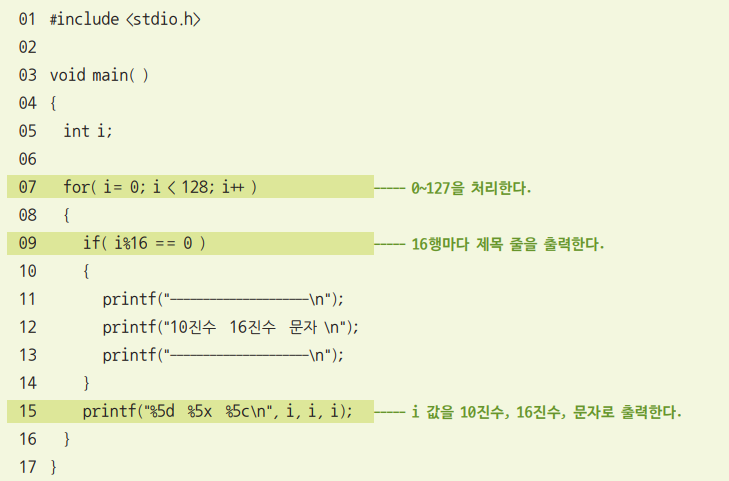 01 #include <stdio.h>
02
03 void main( )
04 {
05 int i;
06
07 for( i= 0; i < 128; i++ ) ----- 0~127을 처리한다.
08 {
09 if( i%16 == 0 ) ----- 16행마다 제목 줄을 출력한다.
10 {
11 printf("---------------------\n");
12 printf("10진수 16진수 문자 \n");
13 printf("---------------------\n");
14 }
15 printf("%5d %5x %5c\n", i, i, i); ----- i 값을 10진수, 16진수, 문자로 출력한다.
16 }
17 }